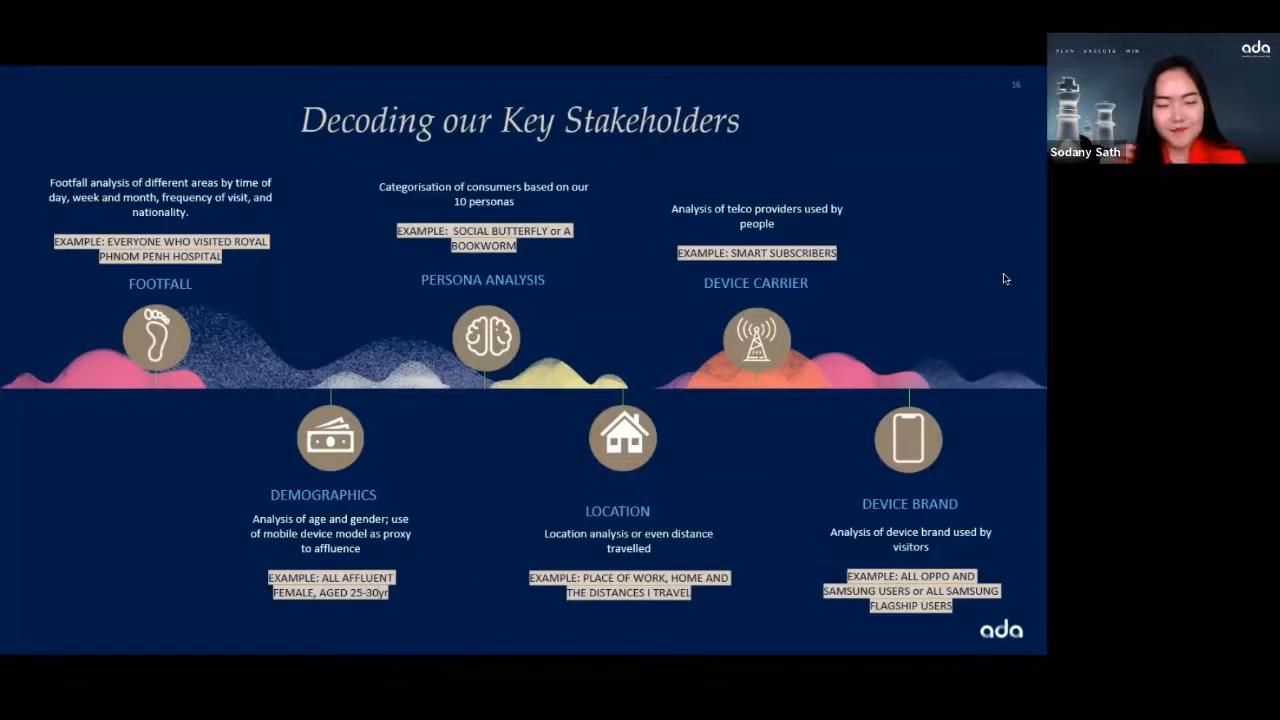 16
Decoding our Key Stakeholders
Footfall analysis of different areas by time of
day, week and month, frequency of visit, and
nationality.
EXAMPLE: EVERYONE WHO VISITED ROYAL
PHNOM PENH HOSPITAL
FOOTFALL
Categorisation of consumers based on our
10 personas
EXAMPLE: SOCIAL BUTTERFLY or A
BOOKWORM
PERSONA ANALYSIS
Analysis of telco providers used by
people
EXAMPLE: SMART SUBSCRIBERS
DEVICE CARRIER
DEMOGRAPHICS
Analysis of age and gender; use
of mobile device model as proxy
to affluence
EXAMPLE: ALL AFFLUENT
FEMALE, AGED 25-30yr
LOCATION
Location analysis or even distance
travelled
EXAMPLE: PLACE OF WORK, HOME AND
THE DISTANCES I TRAVEL
DEVICE BRAND
Analysis of device brand used by
visitors
EXAMPLE: ALL OPPO AND
SAMSUNG USERS or ALL SAMSUNG
FLAGSHIP USERS
ada
PLAN · EXECUTE · WIN
ada
Sodany Sath